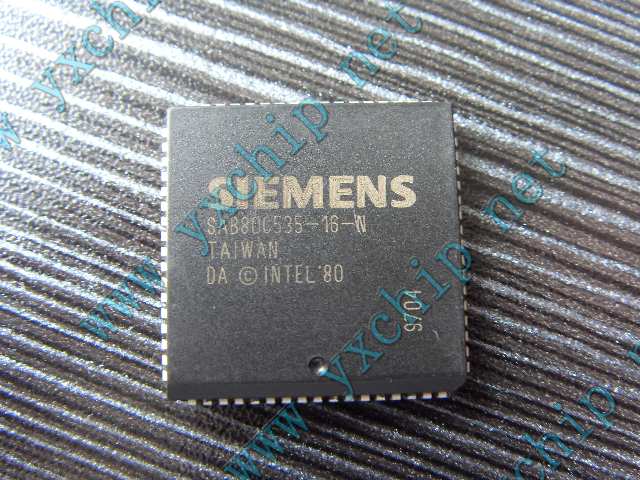 SIEMENS
SAB80C535-16-N
TAIWAN
DA © INTEL '80
9704
www.yxchip.net
www.yxchip.net
www.yxchip.net